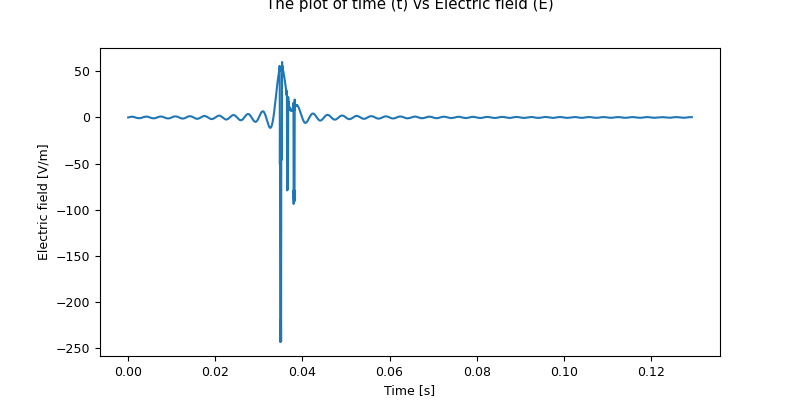 The plot of time (t) vs Electric field (E)
Electric field [V/m]
50
0
−50
−100
−150
−200
−250
0.00 0.02 0.04 0.06 0.08 0.10 0.12
Time [s]